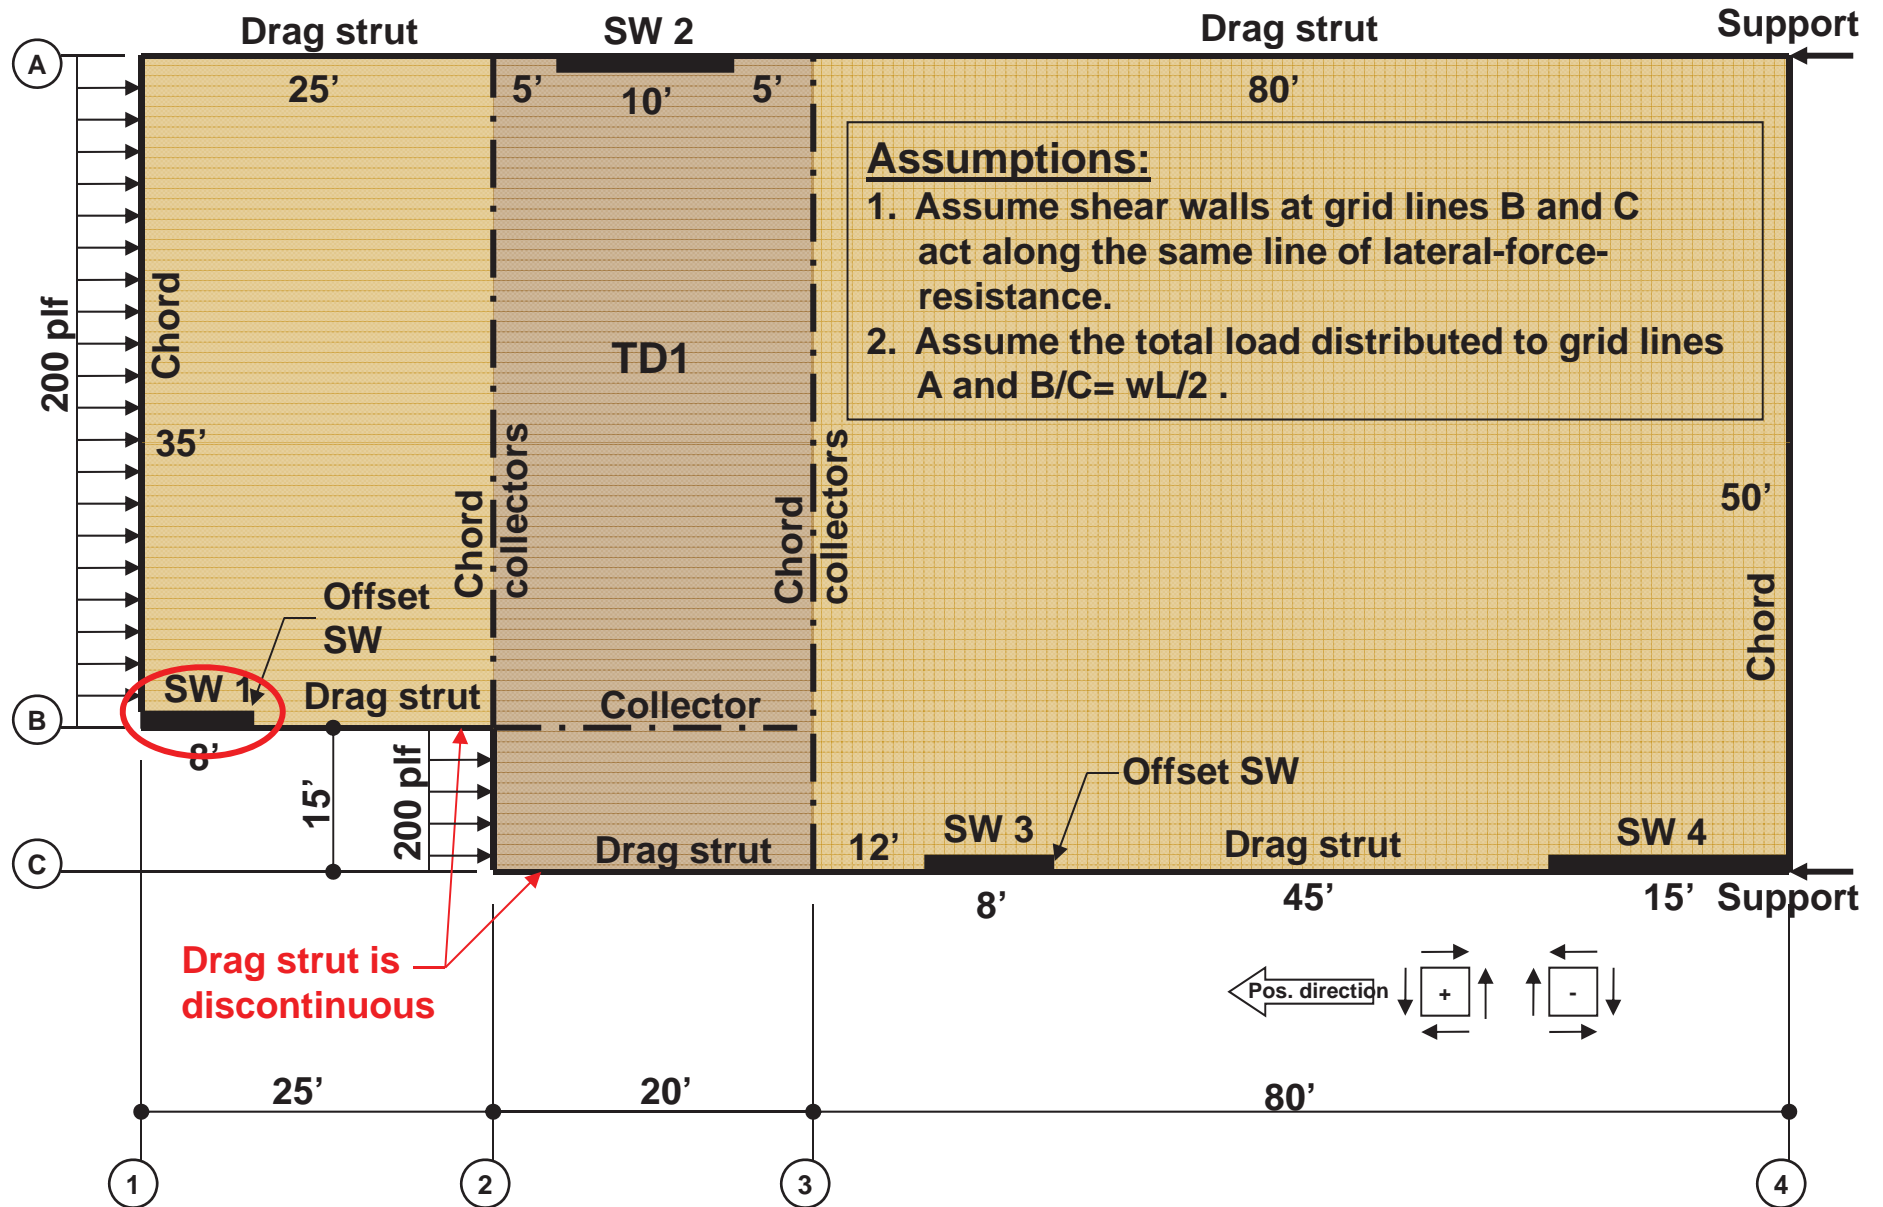 Drag strut
SW 2
Drag strut
Support
A
25’
5’
10’
5’
80’
Assumptions:
1. Assume shear walls at grid lines B and C
act along the same line of lateral-force-
resistance.
2. Assume the total load distributed to grid lines
A and B/C= wL/2 .
200 plf
Chord
TD1
35’
Chord
collectors
Chord
collectors
50’
Chord
Offset
SW
SW 1
Drag strut
Collector
B
8’
15’
200 plf
Offset SW
Drag strut
12’
SW 3
Drag strut
SW 4
C
8’
45’
15’
Support
Drag strut is
discontinuous
Pos. direction
+
-
25’
20’
80’
1
2
3
4